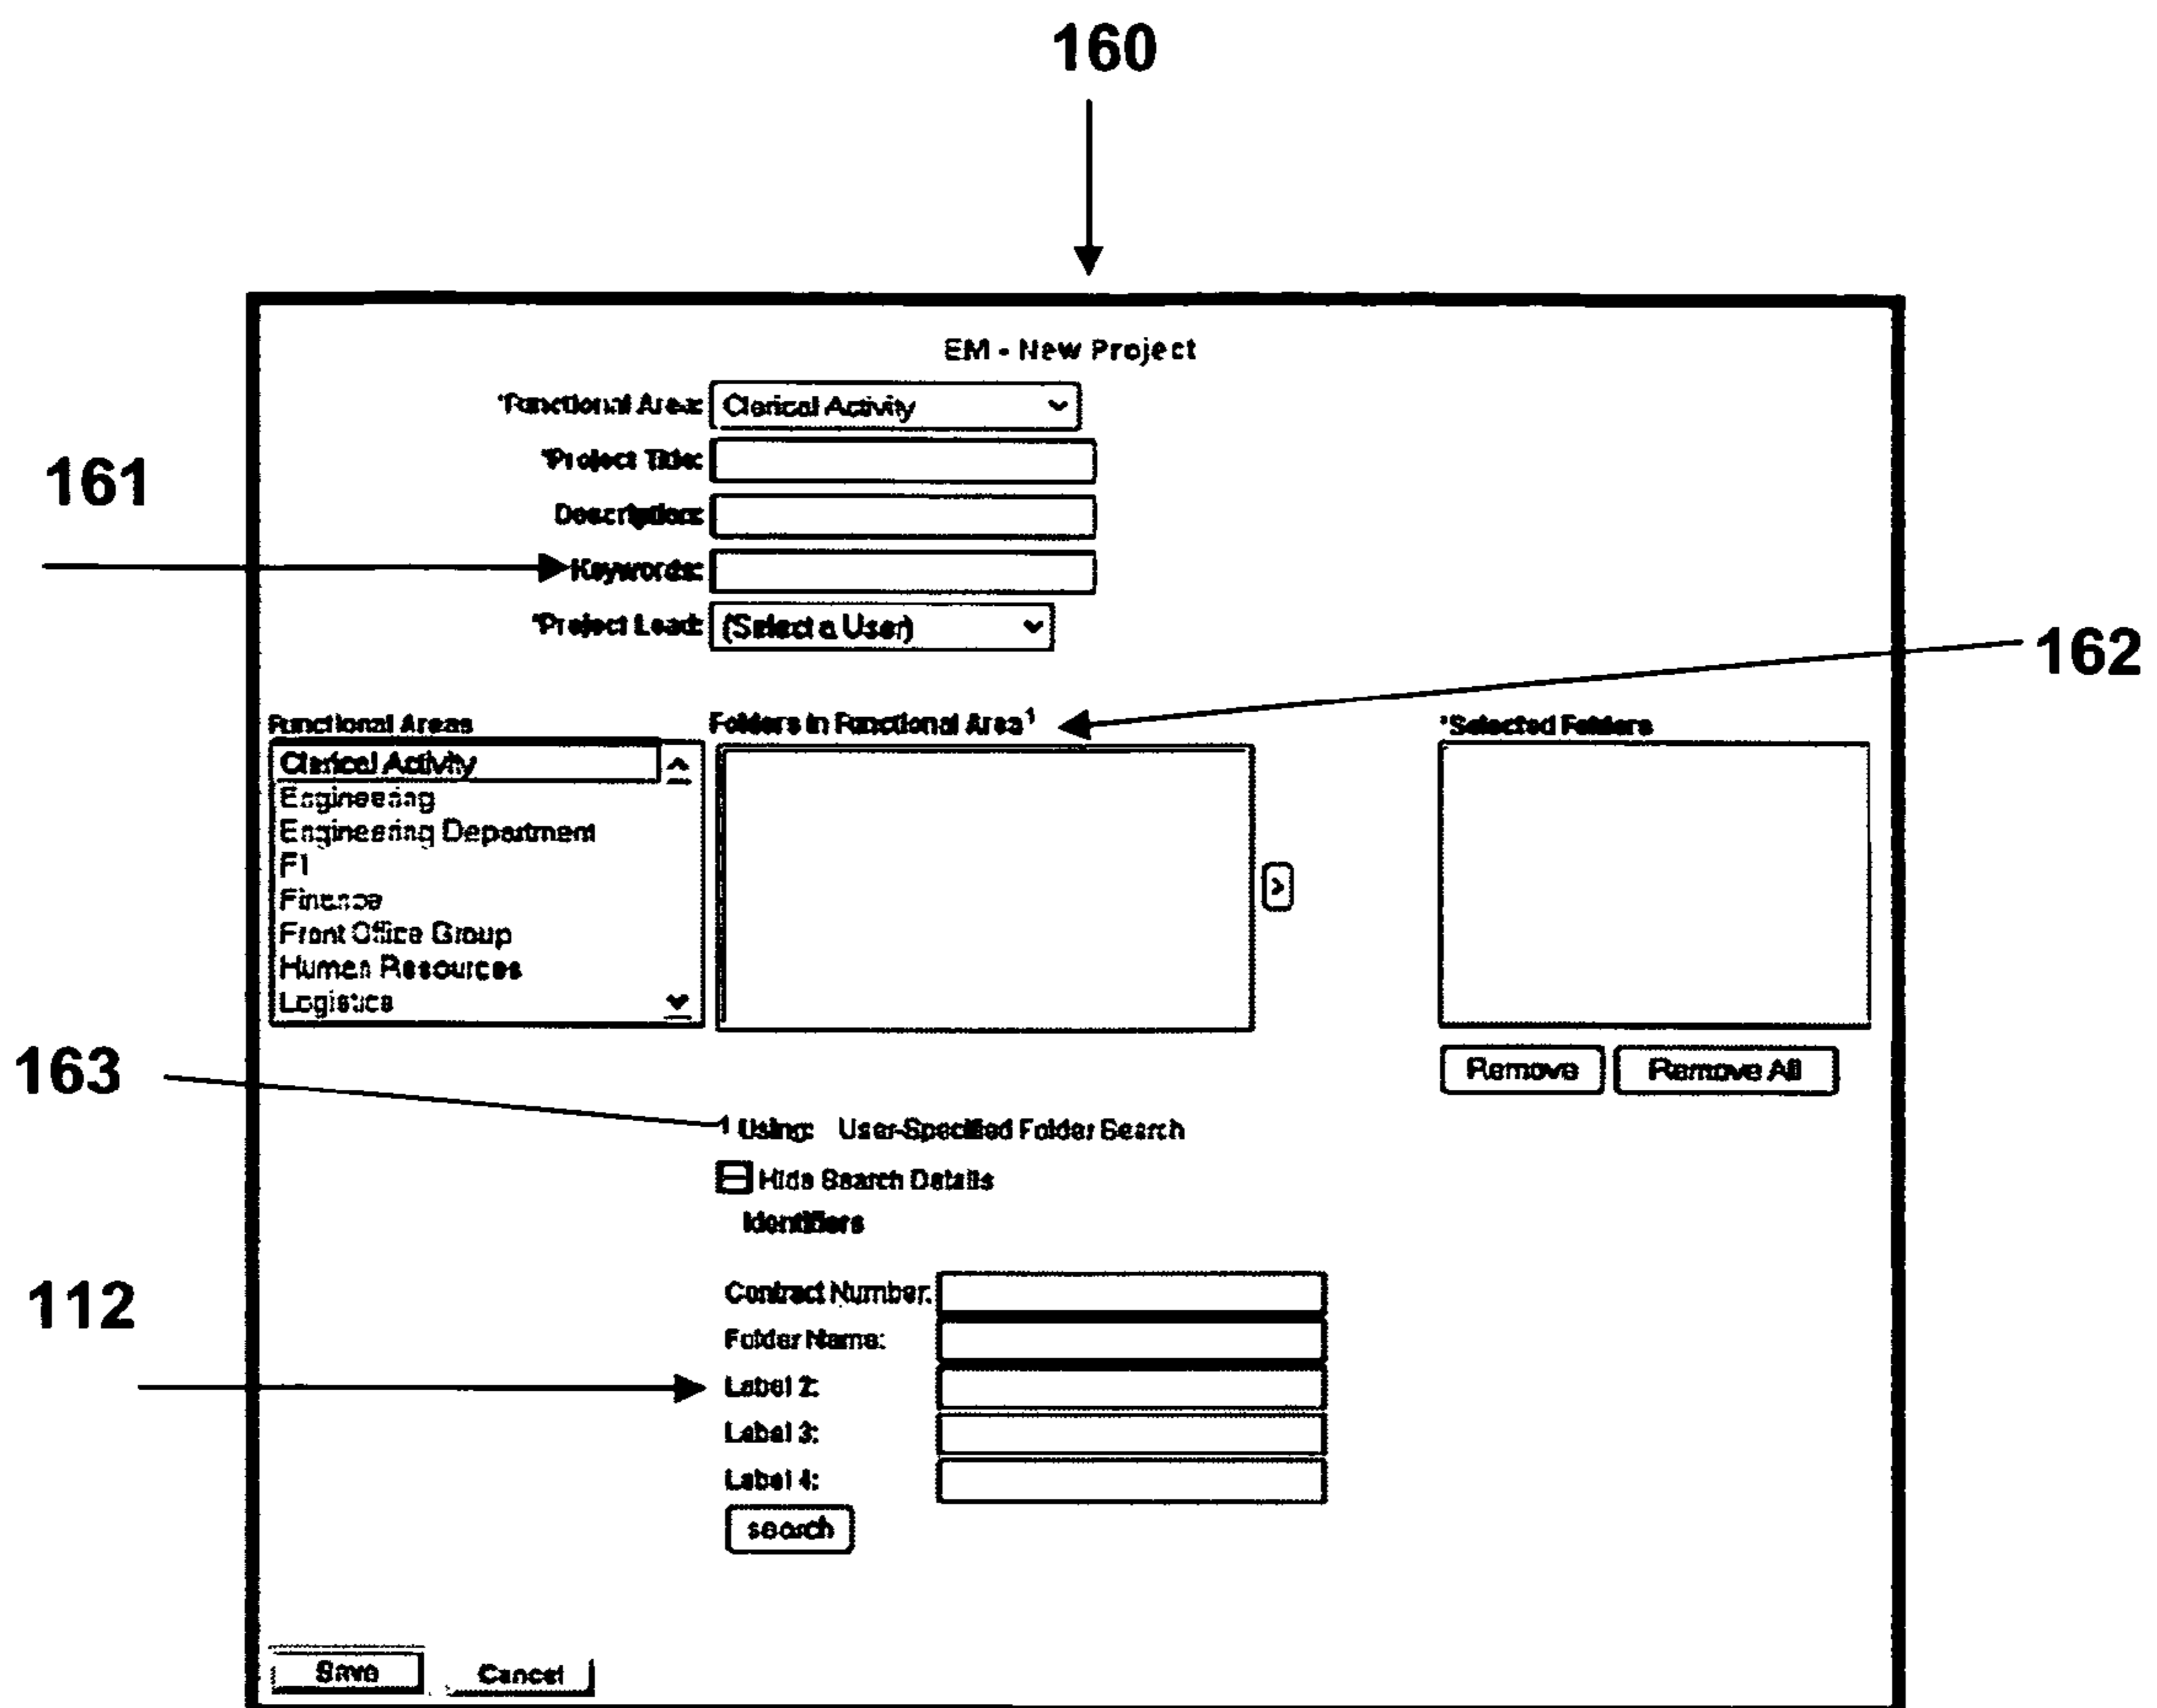 160
EM - New Project
*Functional Area: Clerical Activity
*Project Title:
161
Description:
Keywords:
*Project Lead: (Select a User)
162
Functional Areas Folders in Functional Area¹ *Selected Folders
Clerical Activity
Engineering
Engineering Department
F1
>
Finance
Front Office Group
Human Resources
Logistics
163
Remove Remove All
¹ Using: User-Specified Folder Search
Hide Search Details
Identifiers
112
Contract Number:
Folder Name:
Label 2:
Label 3:
Label 4:
search
Save Cancel